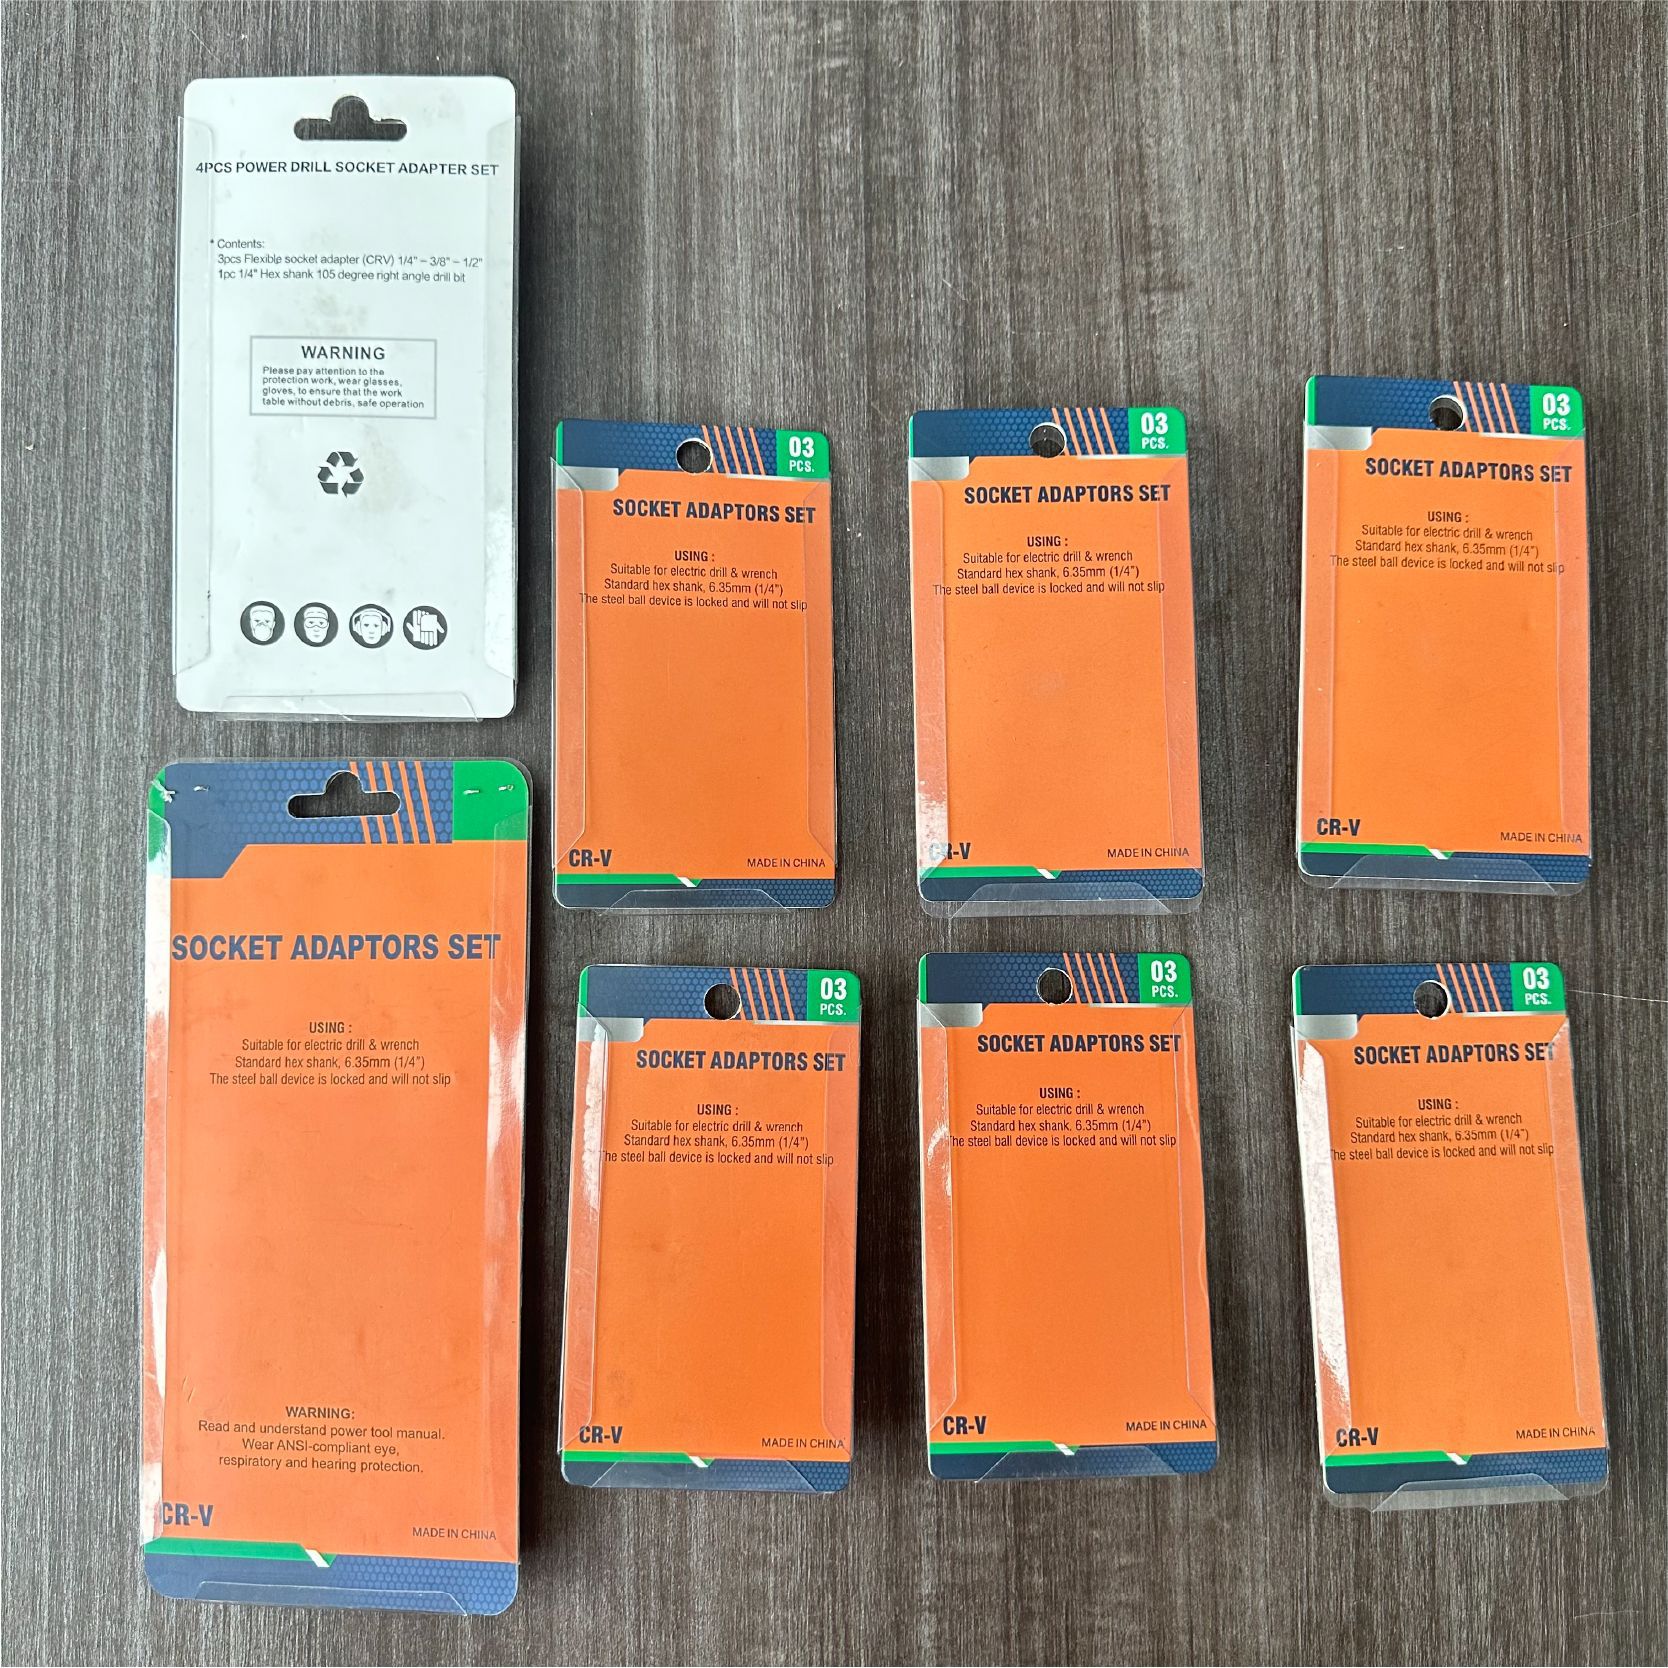 4PCS POWER DRILL SOCKET ADAPTER SET
* Contents:
3pcs Flexible socket adapter (CRV) 1/4" – 3/8" – 1/2"
1pc 1/4" Hex shank 105 degree right angle drill bit
WARNING
Please pay attention to the
protection work, wear glasses,
gloves, to ensure that the work
table without debris, safe operation
03
PCS.
SOCKET ADAPTORS SET
USING :
Suitable for electric drill & wrench
Standard hex shank, 6.35mm (1/4")
The steel ball device is locked and will not slip
CR-V
MADE IN CHINA
03
PCS.
SOCKET ADAPTORS SET
USING :
Suitable for electric drill & wrench
Standard hex shank, 6.35mm (1/4")
The steel ball device is locked and will not slip
CR-V
MADE IN CHINA
03
PCS.
SOCKET ADAPTORS SET
USING :
Suitable for electric drill & wrench
Standard hex shank, 6.35mm (1/4")
The steel ball device is locked and will not slip
CR-V
MADE IN CHINA
SOCKET ADAPTORS SET
USING :
Suitable for electric drill & wrench
Standard hex shank, 6.35mm (1/4")
The steel ball device is locked and will not slip
WARNING:
Read and understand power tool manual.
Wear ANSI-compliant eye,
respiratory and hearing protection.
CR-V
MADE IN CHINA
03
PCS.
SOCKET ADAPTORS SET
USING :
Suitable for electric drill & wrench
Standard hex shank, 6.35mm (1/4")
The steel ball device is locked and will not slip
CR-V
MADE IN CHINA
03
PCS.
SOCKET ADAPTORS SET
USING :
Suitable for electric drill & wrench
Standard hex shank, 6.35mm (1/4")
The steel ball device is locked and will not slip
CR-V
MADE IN CHINA
03
PCS.
SOCKET ADAPTORS SET
USING :
Suitable for electric drill & wrench
Standard hex shank, 6.35mm (1/4")
The steel ball device is locked and will not slip
CR-V
MADE IN CHINA